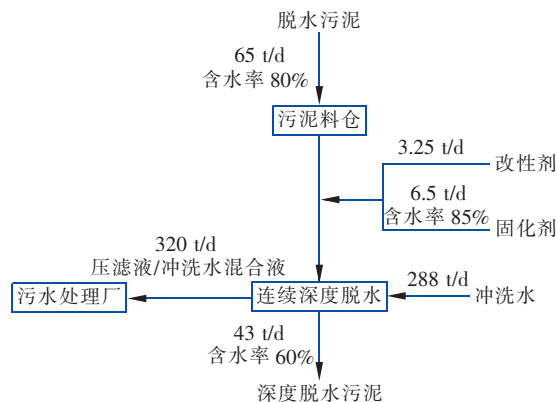 脱水污泥
65 t/d
含水率 80%
污泥料仓
3.25 t/d
改性剂
6.5 t/d
含水率 85%
固化剂
320 t/d
压滤液/冲洗水混合液
污水处理厂
连续深度脱水
288 t/d
冲洗水
43 t/d
含水率 60%
深度脱水污泥